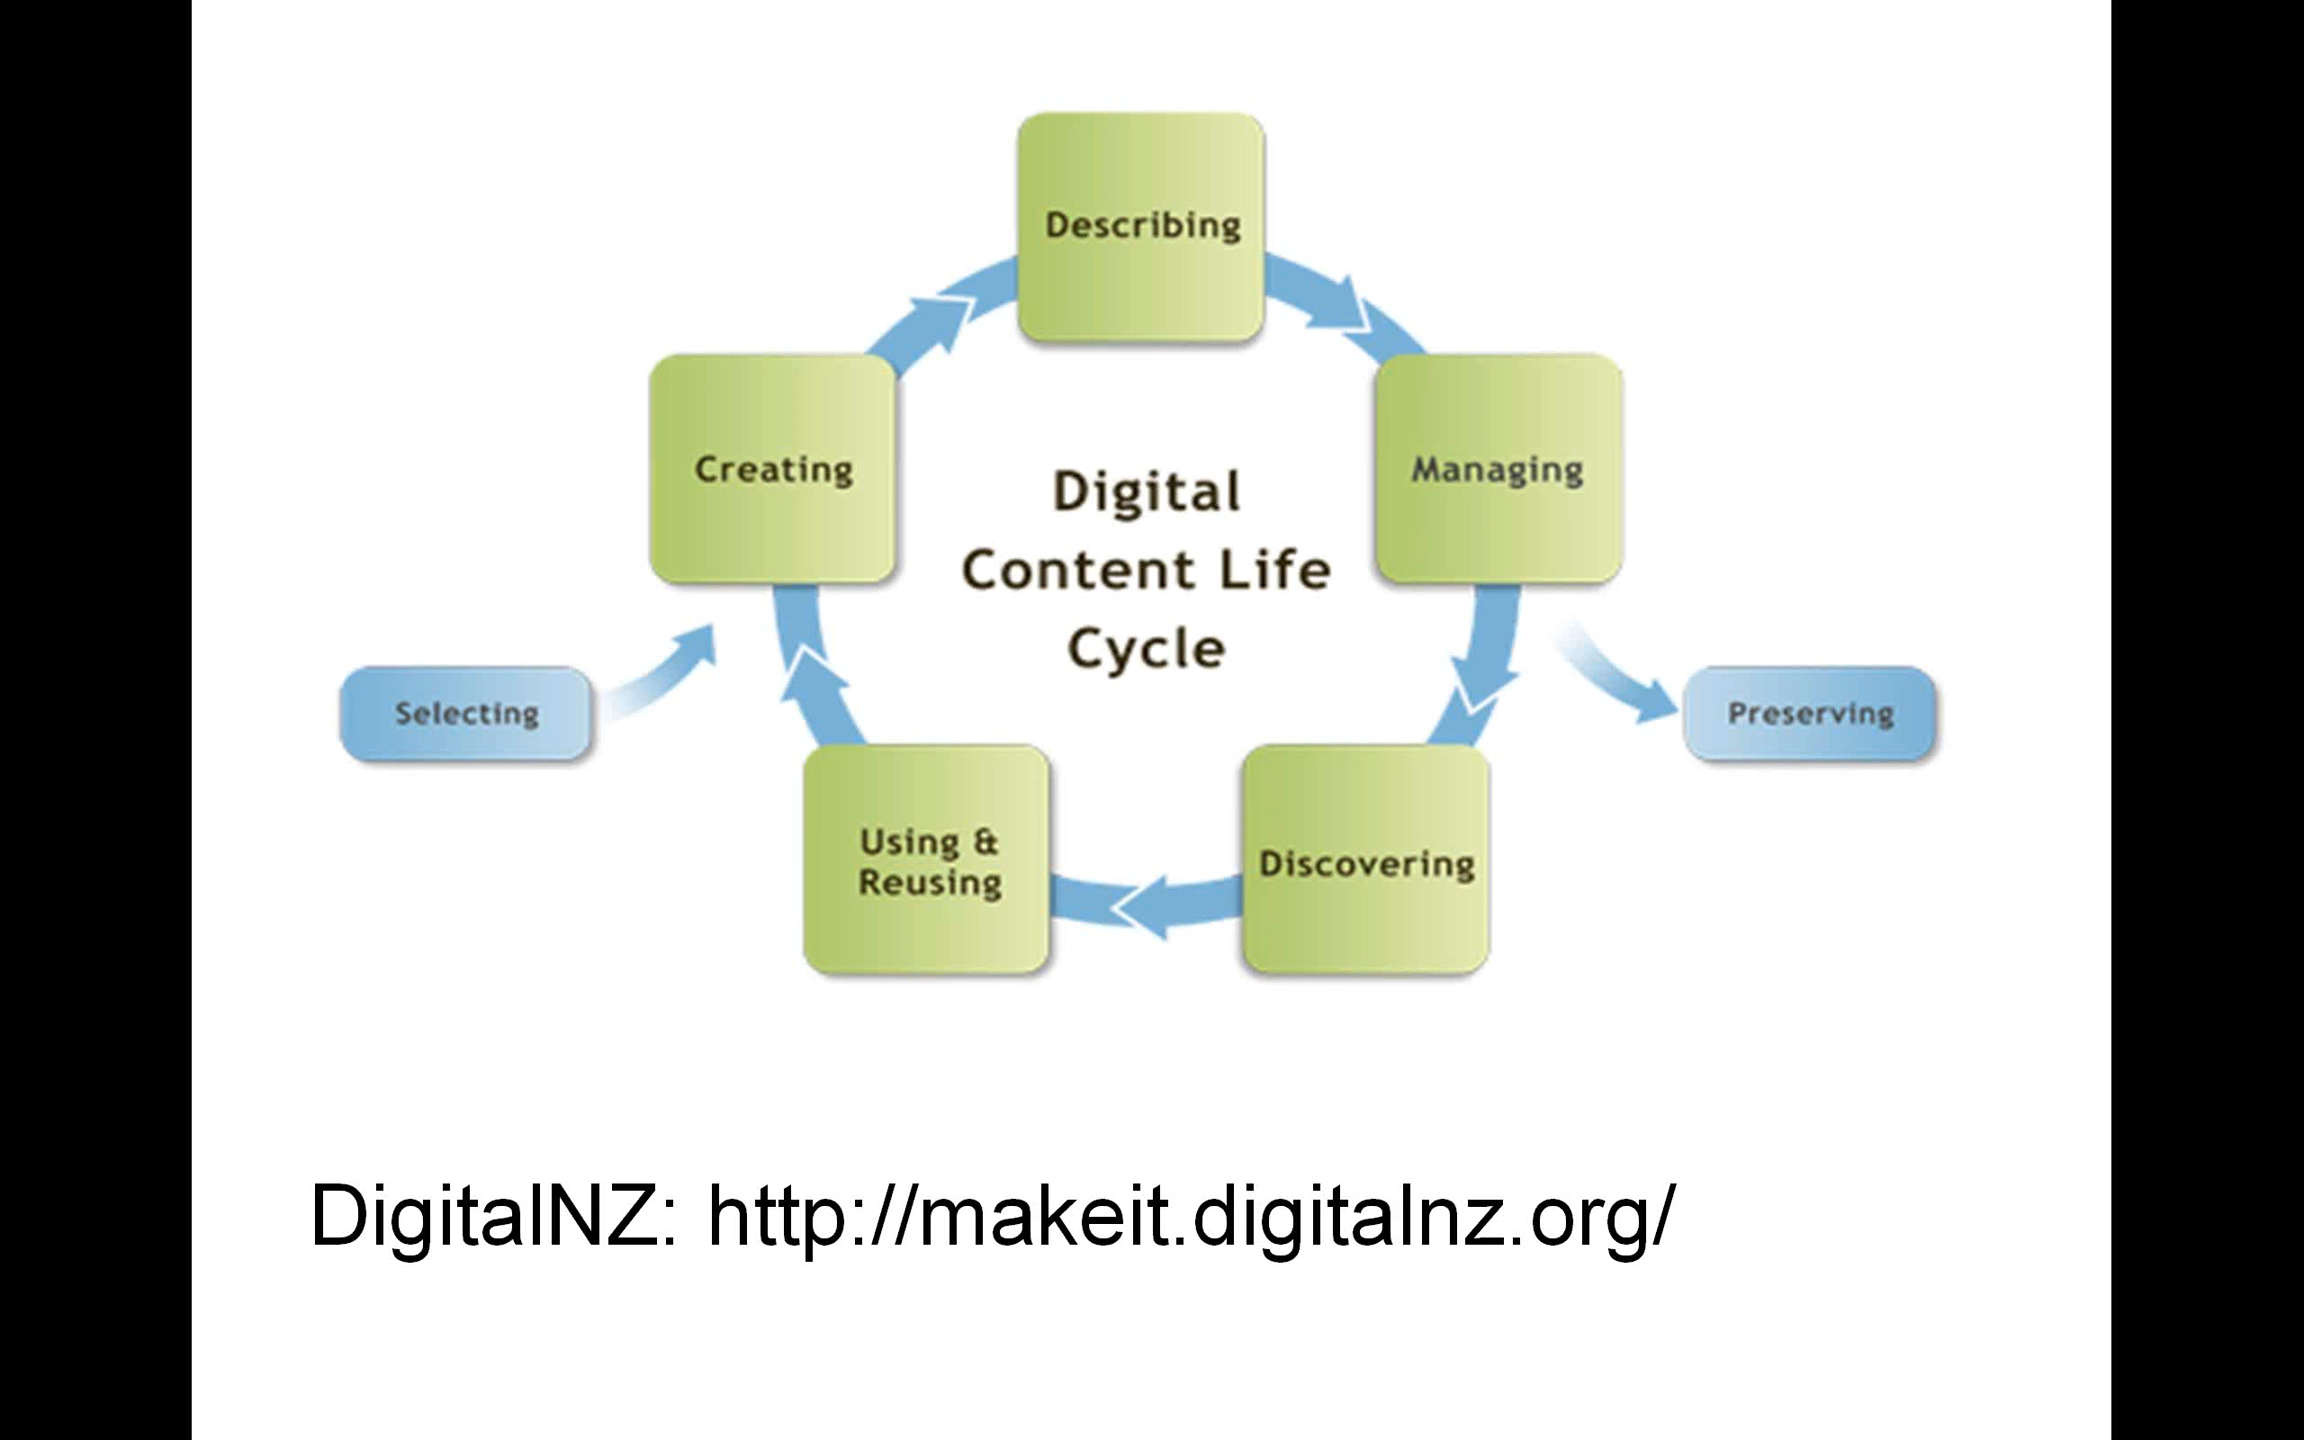 Describing
Creating
Managing
Digital
Content Life
Cycle
Selecting
Preserving
Using &
Reusing
Discovering
DigitalNZ: http://makeit.digitalnz.org/